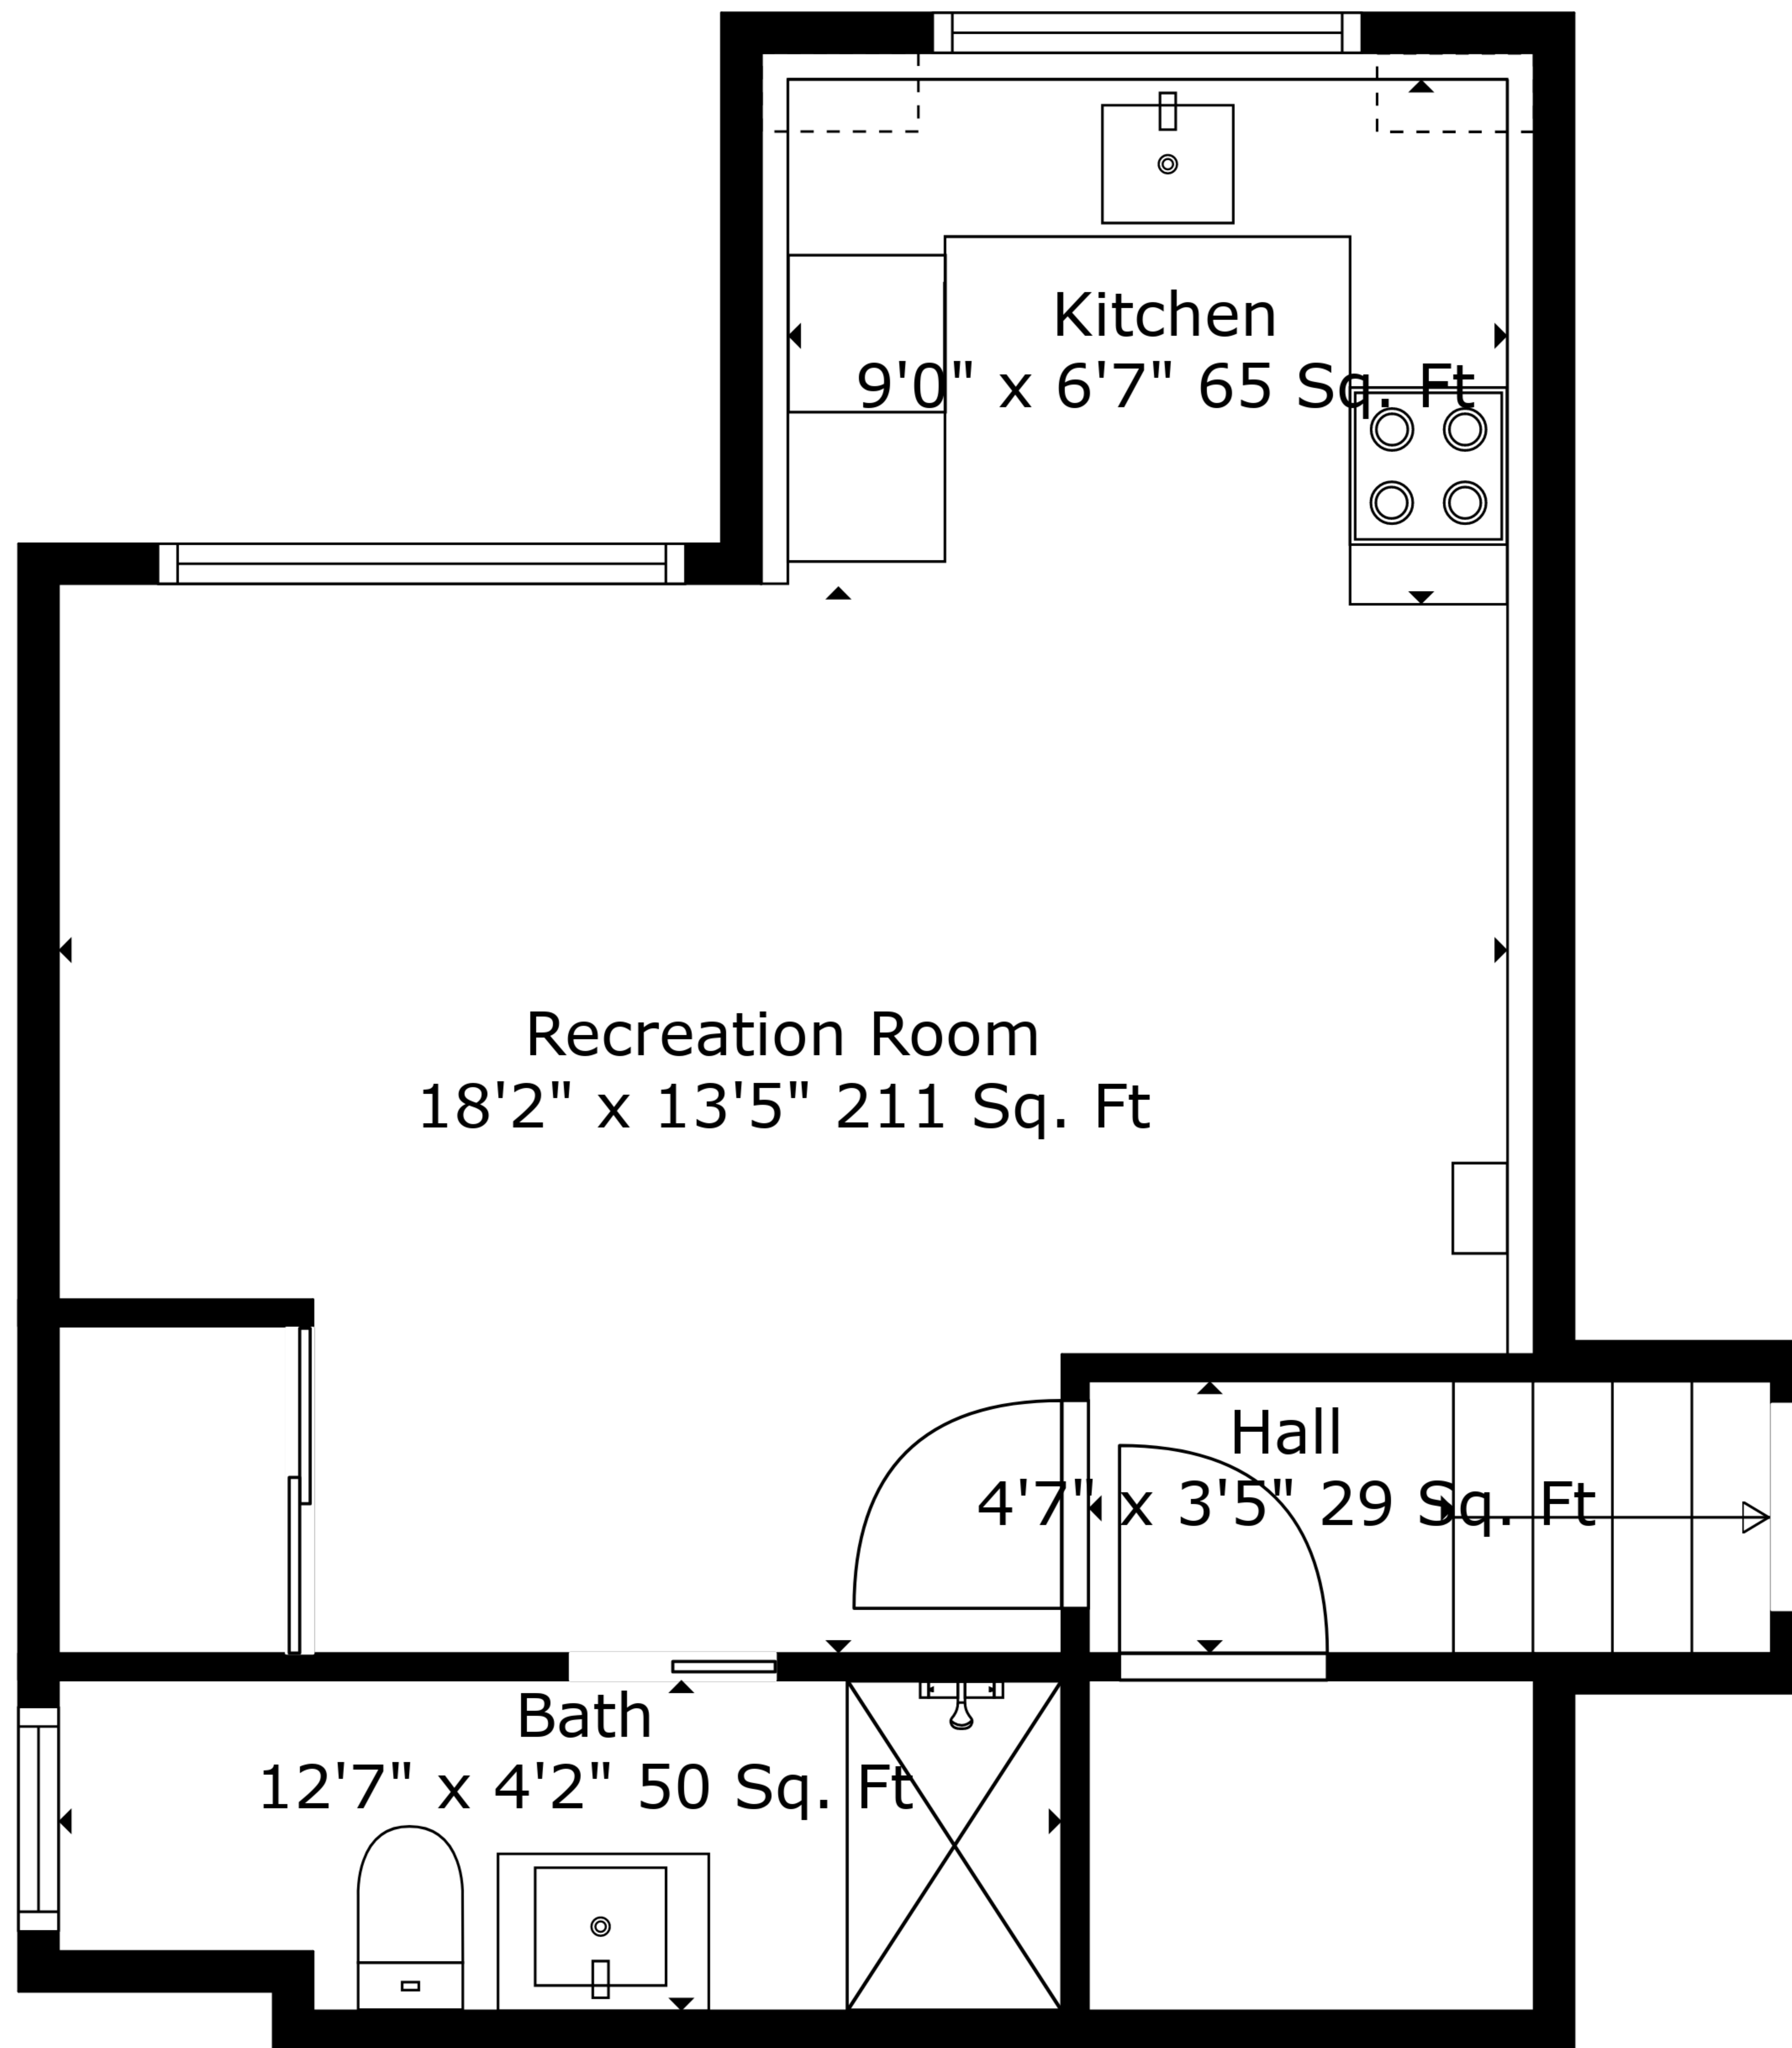 Kitchen
9'0" x 6'7" 65 Sq. Ft
Recreation Room
18'2" x 13'5" 211 Sq. Ft
Hall
4'7" x 3'5" 29 Sq. Ft
Bath
12'7" x 4'2" 50 Sq. Ft